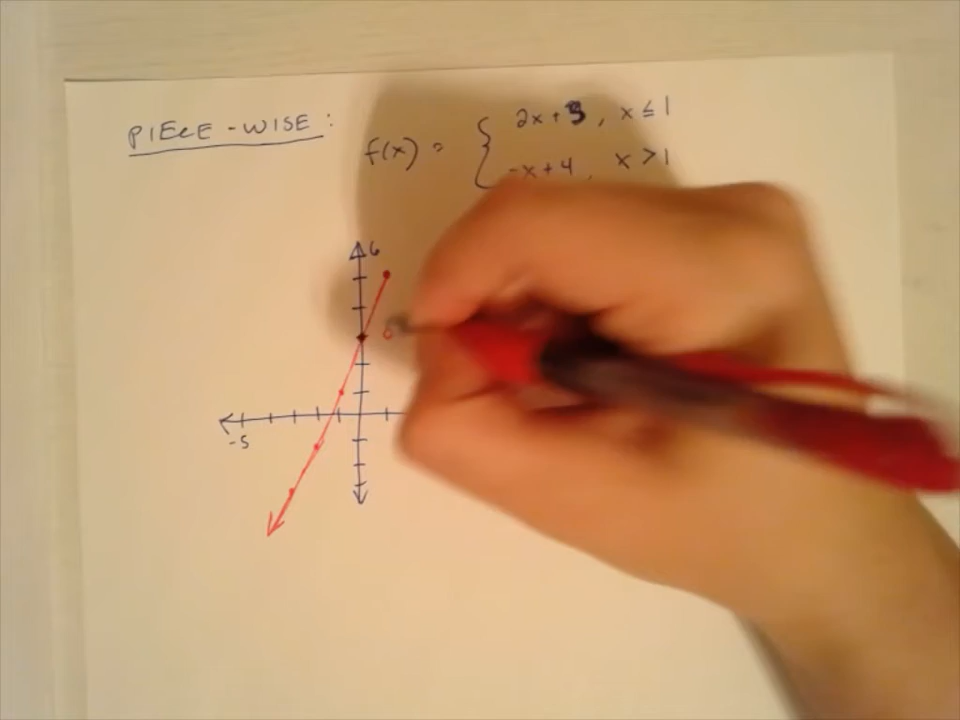 PIECE-WISE:
f(x) = { 2x+3, x ≤ 1
-x+4, x > 1
6
-5